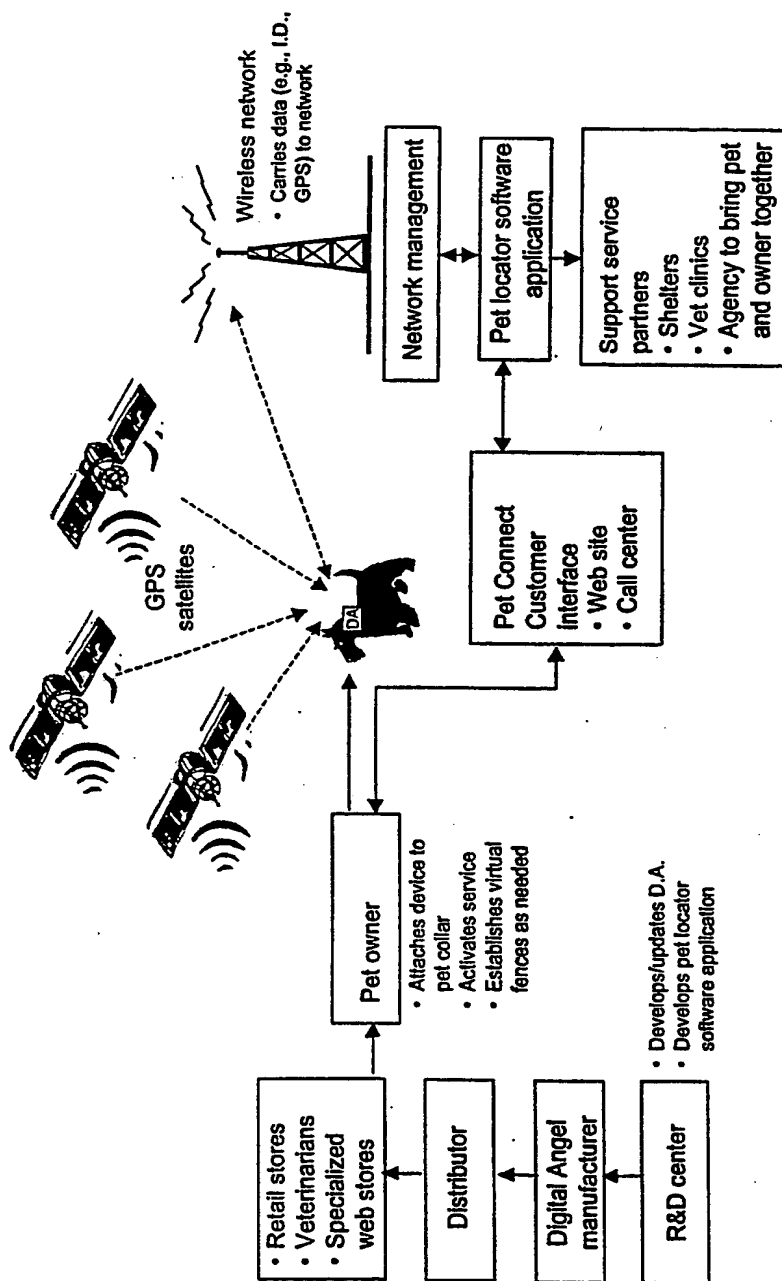 • Retail stores
• Veterinarians
• Specialized
web stores
Distributor
Digital Angel
manufacturer
R&D center
• Develops/updates D.A.
• Develops pet locator
software application
Pet owner
• Attaches device to
pet collar
• Activates service
• Establishes virtual
fences as needed
GPS
satellites
DA
Wireless network
• Carries data (e.g., I.D.,
GPS) to network
Network management
Pet locator software
application
Pet Connect
Customer
Interface
• Web site
• Call center
Support service
partners
• Shelters
• Vet clinics
• Agency to bring pet
and owner together